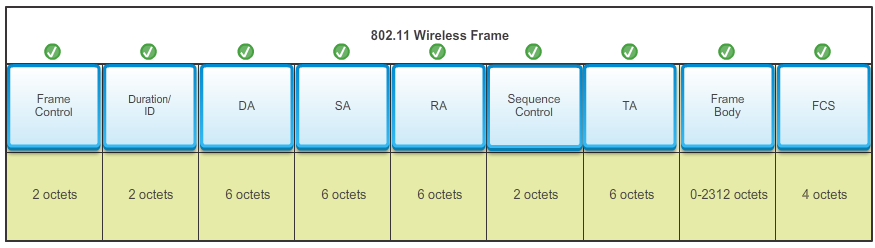 802.11 Wireless Frame
Frame
Control
Duration/
ID
DA
SA
RA
Sequence
Control
TA
Frame
Body
FCS
2 octets
2 octets
6 octets
6 octets
6 octets
2 octets
6 octets
0-2312 octets
4 octets